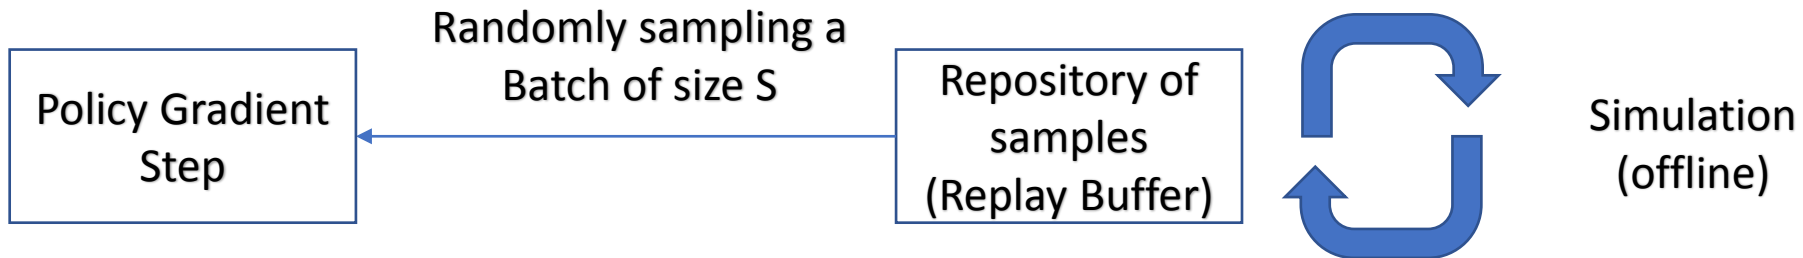 Policy Gradient
Step
Randomly sampling a
Batch of size S
Repository of
samples
(Replay Buffer)
Simulation
(offline)